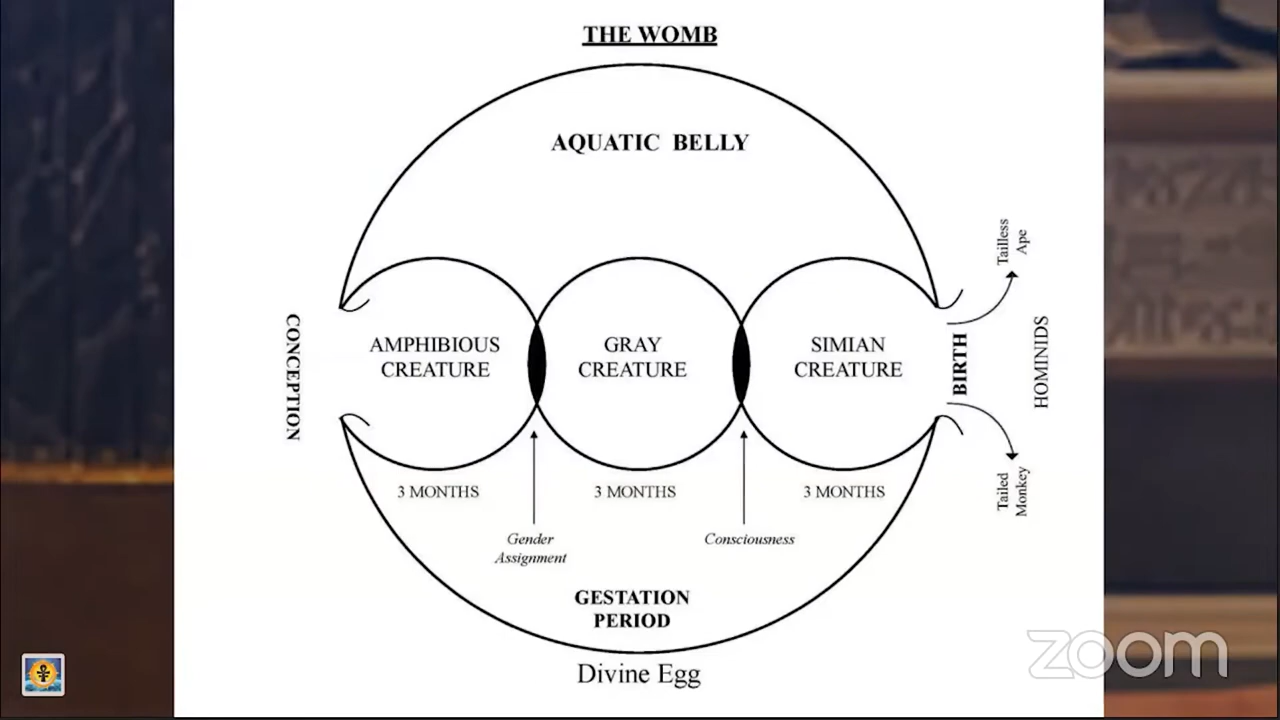 THE WOMB
AQUATIC BELLY
Tailless
Ape
CONCEPTION
AMPHIBIOUS
CREATURE
GRAY
CREATURE
SIMIAN
CREATURE
BIRTH
HOMINIDS
3 MONTHS
3 MONTHS
3 MONTHS
Tailed
Monkey
Gender
Assignment
Consciousness
GESTATION
PERIOD
Divine Egg
zoom